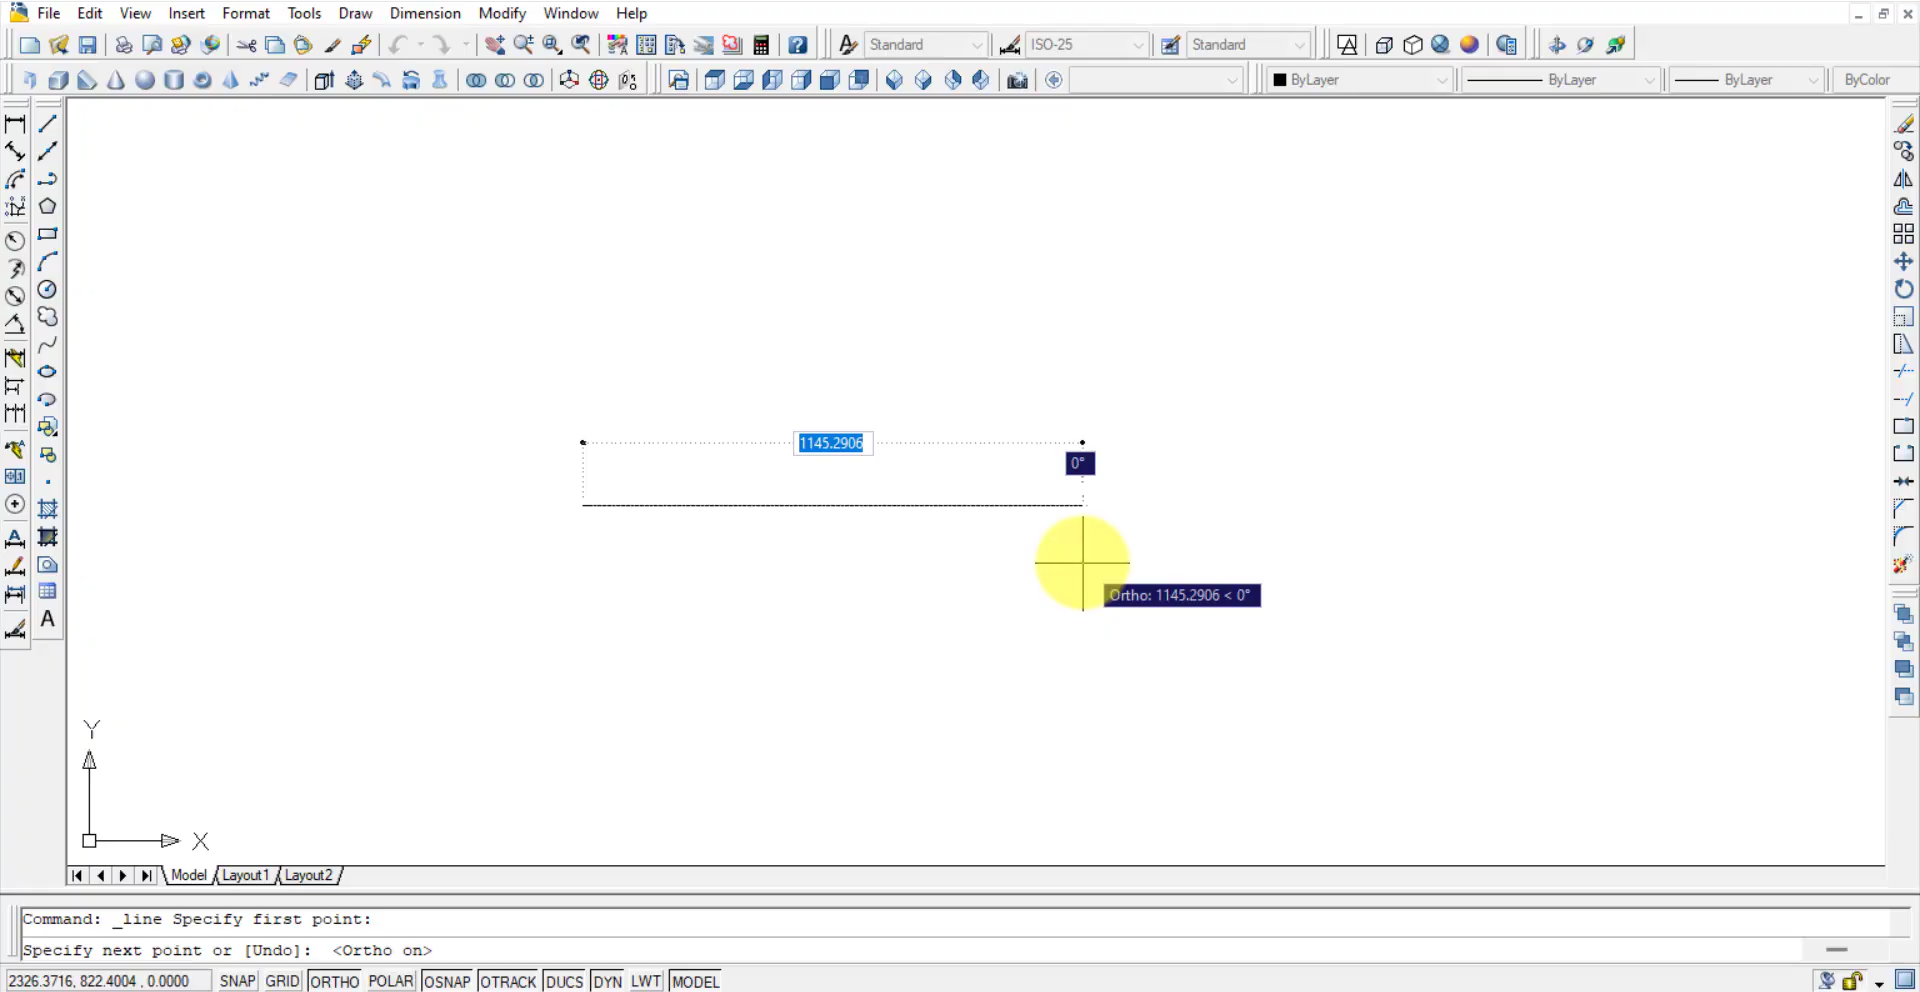 File Edit View Insert Format Tools Draw Dimension Modify Window Help
Standard ISO-25 Standard
ByLayer ByLayer ByLayer ByColor
1145.2906
0°
Ortho: 1145.2906 < 0°
Y
X
Model Layout1 Layout2
Command: _line Specify first point:
Specify next point or [Undo]: <Ortho on>
2326.3716, 822.4004 , 0.0000 SNAP GRID ORTHO POLAR OSNAP OTRACK DUCS DYN LWT MODEL